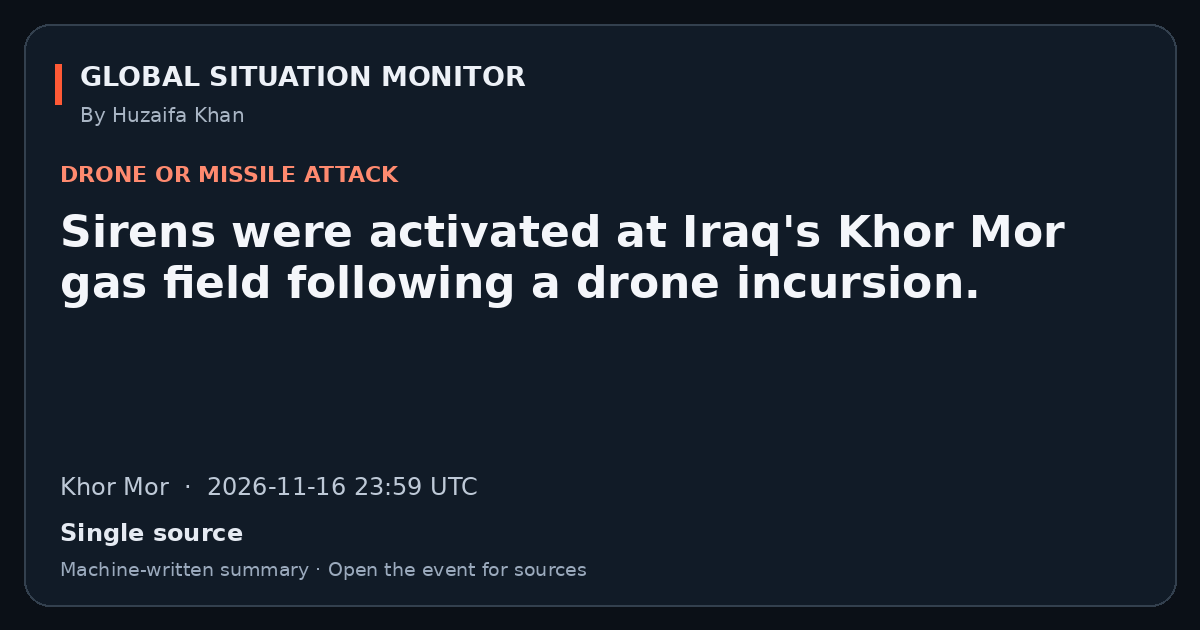 GLOBAL SITUATION MONITOR
By Huzaifa Khan
DRONE OR MISSILE ATTACK
Sirens were activated at Iraq's Khor Mor
gas field following a drone incursion.
Khor Mor · 2026-11-16 23:59 UTC
Single source
Machine-written summary · Open the event for sources